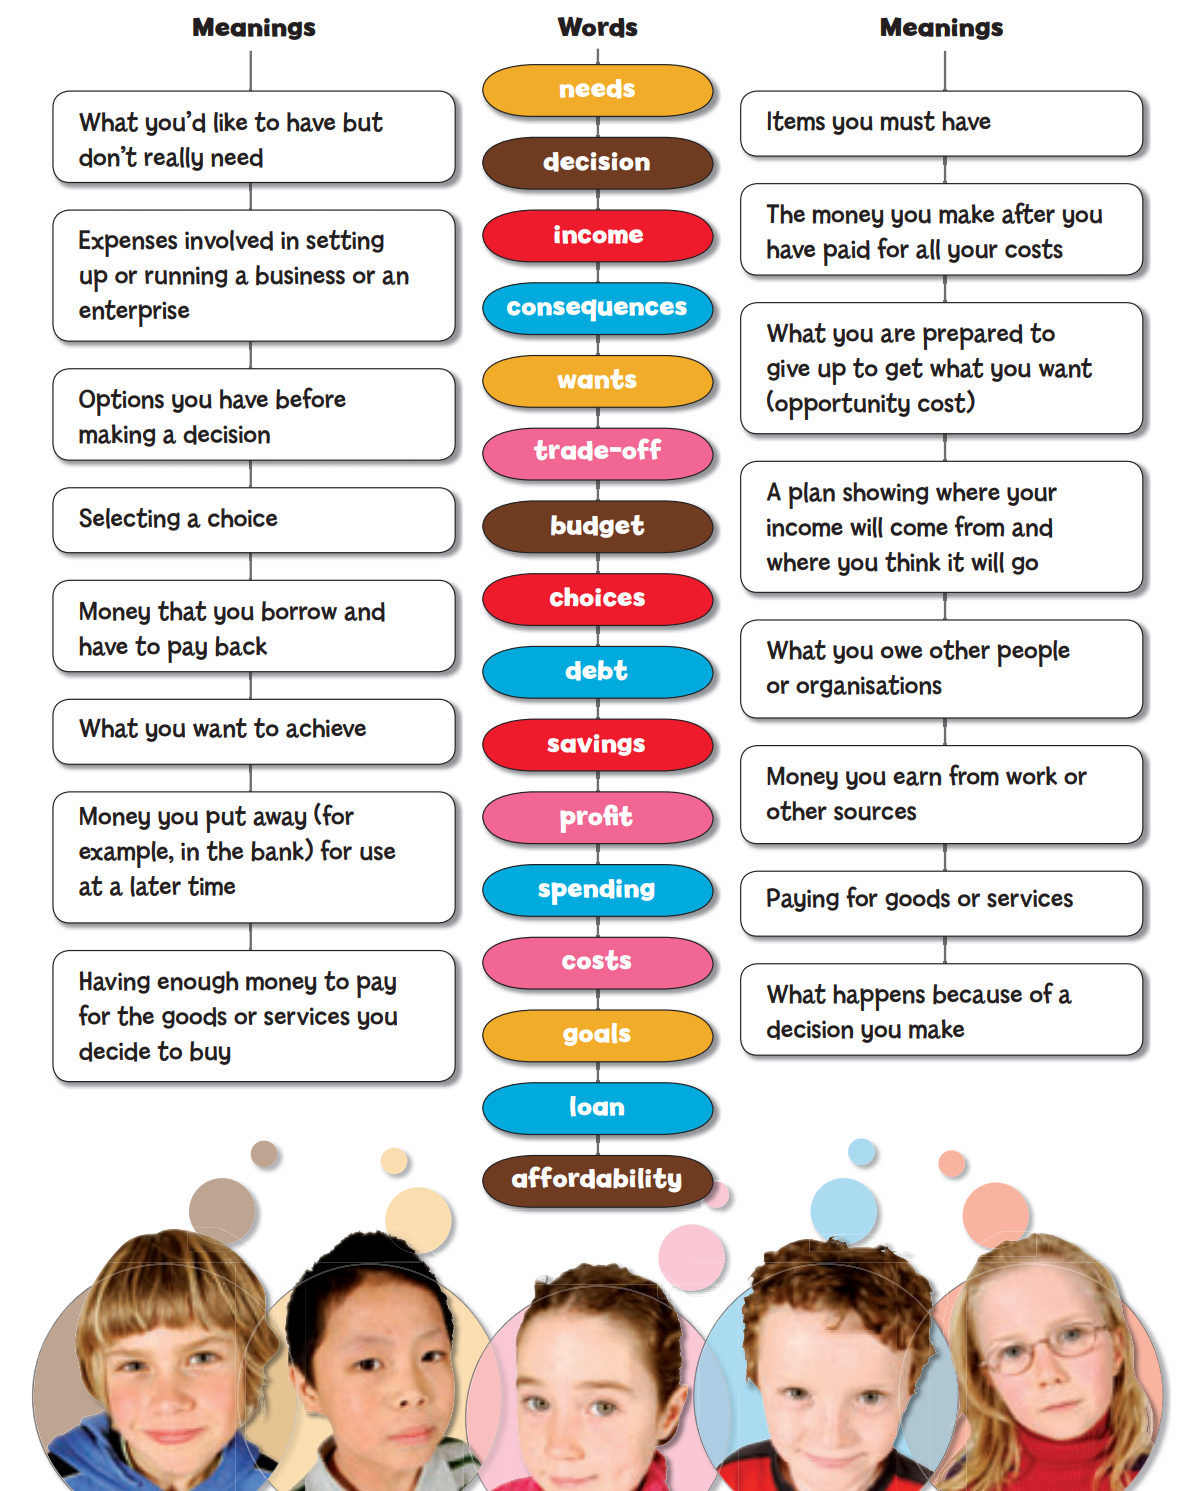 Meanings
What you’d like to have but
don’t really need
Expenses involved in setting
up or running a business or an
enterprise
Options you have before
making a decision
Selecting a choice
Money that you borrow and
have to pay back
What you want to achieve
Money you put away (for
example, in the bank) for use
at a later time
Having enough money to pay
for the goods or services you
decide to buy
Words
needs
decision
income
consequences
wants
trade-off
budget
choices
debt
savings
profit
spending
costs
goals
loan
affordability
Meanings
Items you must have
The money you make after you
have paid for all your costs
What you are prepared to
give up to get what you want
(opportunity cost)
A plan showing where your
income will come from and
where you think it will go
What you owe other people
or organisations
Money you earn from work or
other sources
Paying for goods or services
What happens because of a
decision you make